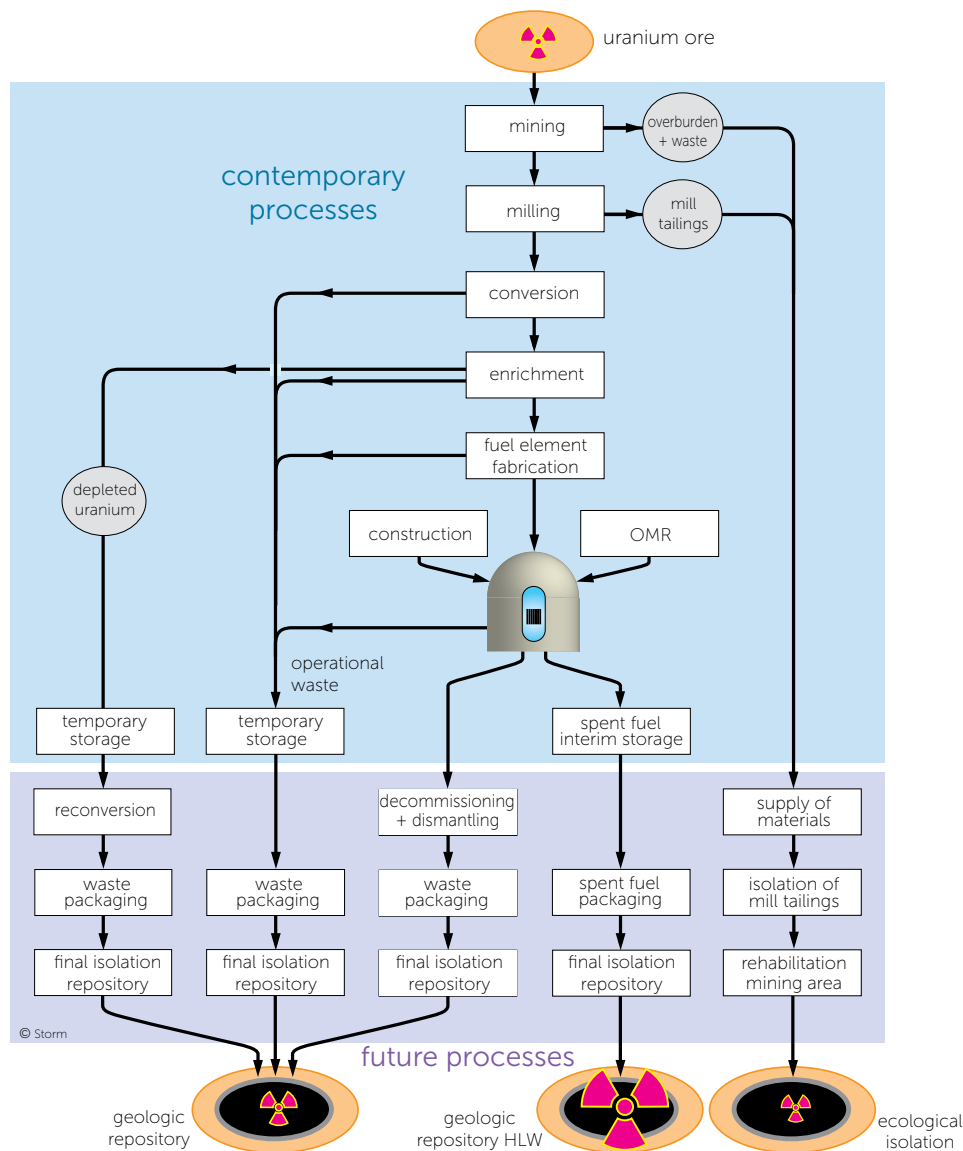 uranium ore
mining
overburden
+ waste
contemporary
processes
milling
mill
tailings
conversion
enrichment
fuel element
fabrication
depleted
uranium
construction
OMR
operational
waste
temporary
storage
temporary
storage
spent fuel
interim storage
reconversion
decommissioning
+ dismantling
supply of
materials
waste
packaging
waste
packaging
waste
packaging
spent fuel
packaging
isolation of
mill tailings
final isolation
repository
final isolation
repository
final isolation
repository
final isolation
repository
rehabilitation
mining area
© Storm
future processes
geologic
repository
geologic
repository HLW
ecological
isolation